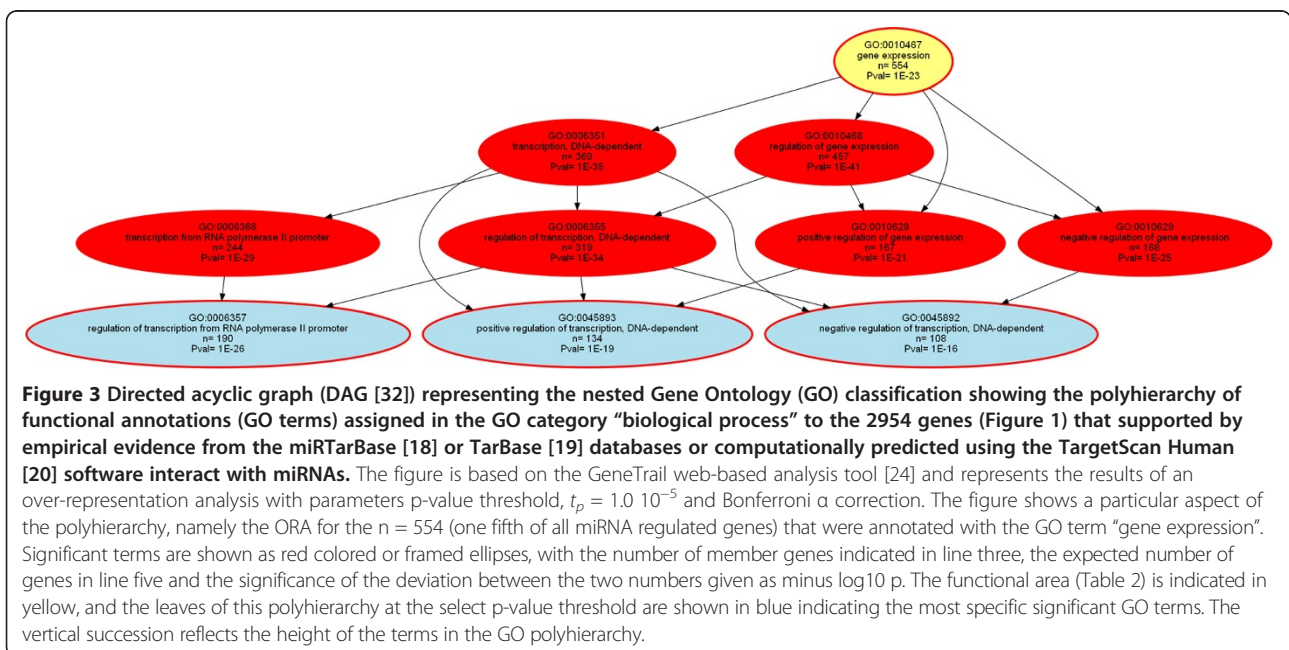 GO:0010467
gene expression
n= 554
Pval= 1E-23
GO:0006351
transcription, DNA-dependent
n= 369
Pval= 1E-35
GO:0010468
regulation of gene expression
n= 457
Pval= 1E-41
GO:0006366
transcription from RNA polymerase II promoter
n= 244
Pval= 1E-29
GO:0006355
regulation of transcription, DNA-dependent
n= 319
Pval= 1E-34
GO:0010628
positive regulation of gene expression
n= 167
Pval= 1E-21
GO:0010629
negative regulation of gene expression
n= 168
Pval= 1E-25
GO:0006357
regulation of transcription from RNA polymerase II promoter
n= 190
Pval= 1E-26
GO:0045893
positive regulation of transcription, DNA-dependent
n= 134
Pval= 1E-19
GO:0045892
negative regulation of transcription, DNA-dependent
n= 108
Pval= 1E-16
Figure 3 Directed acyclic graph (DAG [32]) representing the nested Gene Ontology (GO) classification showing the polyhierarchy of
functional annotations (GO terms) assigned in the GO category “biological process” to the 2954 genes (Figure 1) that supported by
empirical evidence from the miRTarBase [18] or TarBase [19] databases or computationally predicted using the TargetScan Human
[20] software interact with miRNAs. The figure is based on the GeneTrail web-based analysis tool [24] and represents the results of an
over-representation analysis with parameters p-value threshold, tp = 1.0 10−5 and Bonferroni α correction. The figure shows a particular aspect of
the polyhierarchy, namely the ORA for the n = 554 (one fifth of all miRNA regulated genes) that were annotated with the GO term “gene expression”.
Significant terms are shown as red colored or framed ellipses, with the number of member genes indicated in line three, the expected number of
genes in line five and the significance of the deviation between the two numbers given as minus log10 p. The functional area (Table 2) is indicated in
yellow, and the leaves of this polyhierarchy at the select p-value threshold are shown in blue indicating the most specific significant GO terms. The
vertical succession reflects the height of the terms in the GO polyhierarchy.